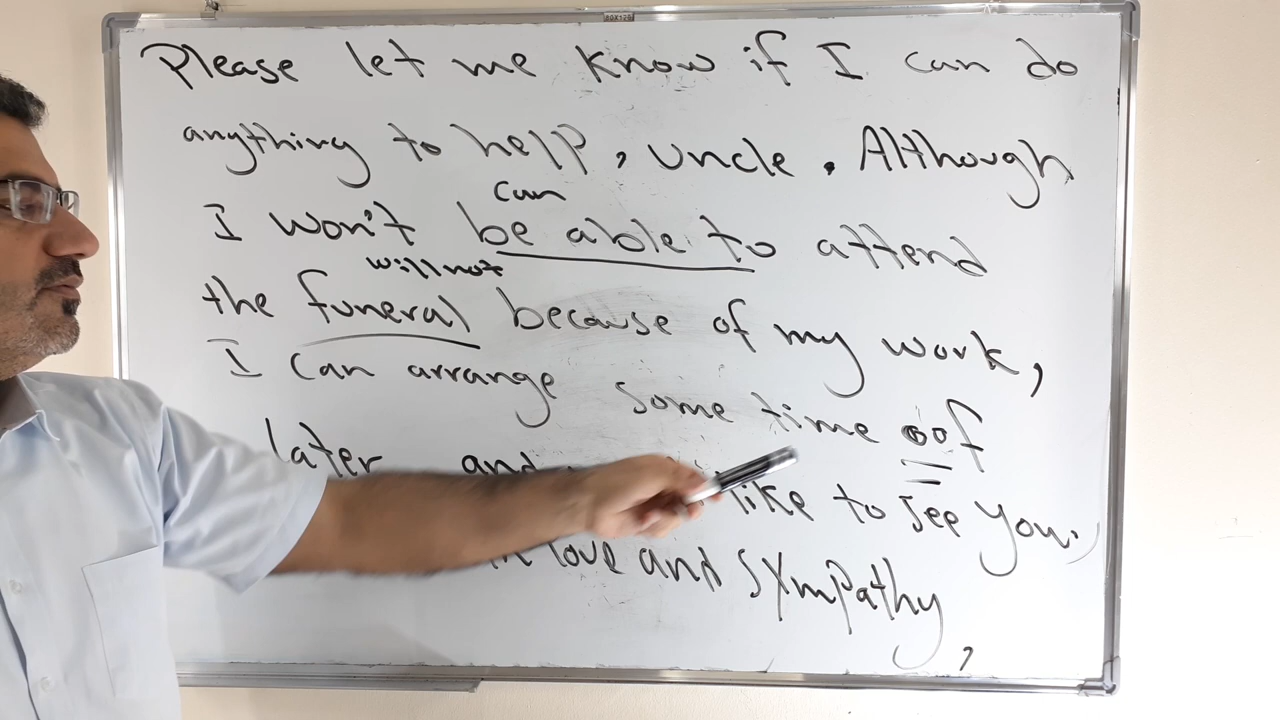 80X120
Please let me know if I can do
anything to help, uncle. Although
can
I won't be able to attend
will not
the funeral because of my work,
I can arrange some time oof
later and like to see you.
in love and sympathy,